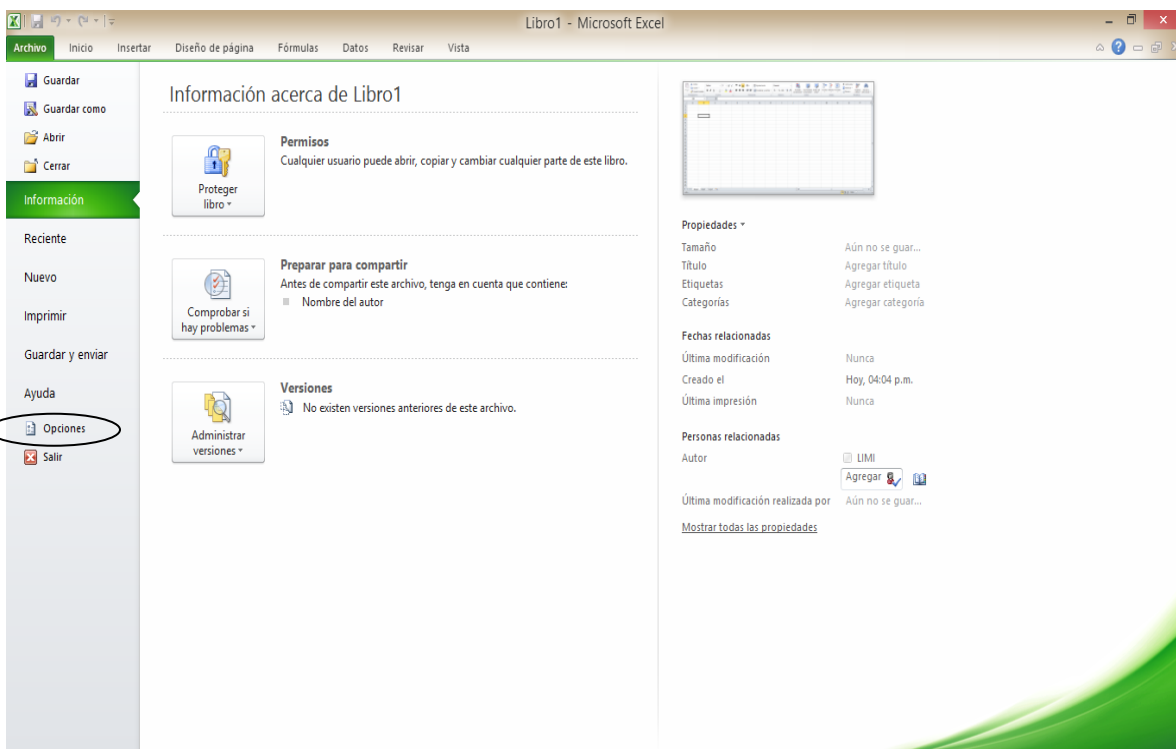 Libro1 - Microsoft Excel
Archivo Inicio Insertar Diseño de página Fórmulas Datos Revisar Vista
Guardar
Guardar como
Abrir
Cerrar
Información
Reciente
Nuevo
Imprimir
Guardar y enviar
Ayuda
Opciones
Salir
Información acerca de Libro1
Proteger
libro
Permisos
Cualquier usuario puede abrir, copiar y cambiar cualquier parte de este libro.
Comprobar si
hay problemas
Preparar para compartir
Antes de compartir este archivo, tenga en cuenta que contiene:
Nombre del autor
Administrar
versiones
Versiones
No existen versiones anteriores de este archivo.
Propiedades
Tamaño Aún no se guar...
Título Agregar título
Etiquetas Agregar etiqueta
Categorías Agregar categoría
Fechas relacionadas
Última modificación Nunca
Creado el Hoy, 04:04 p.m.
Última impresión Nunca
Personas relacionadas
Autor LIMI
Agregar
Última modificación realizada por Aún no se guar...
Mostrar todas las propiedades